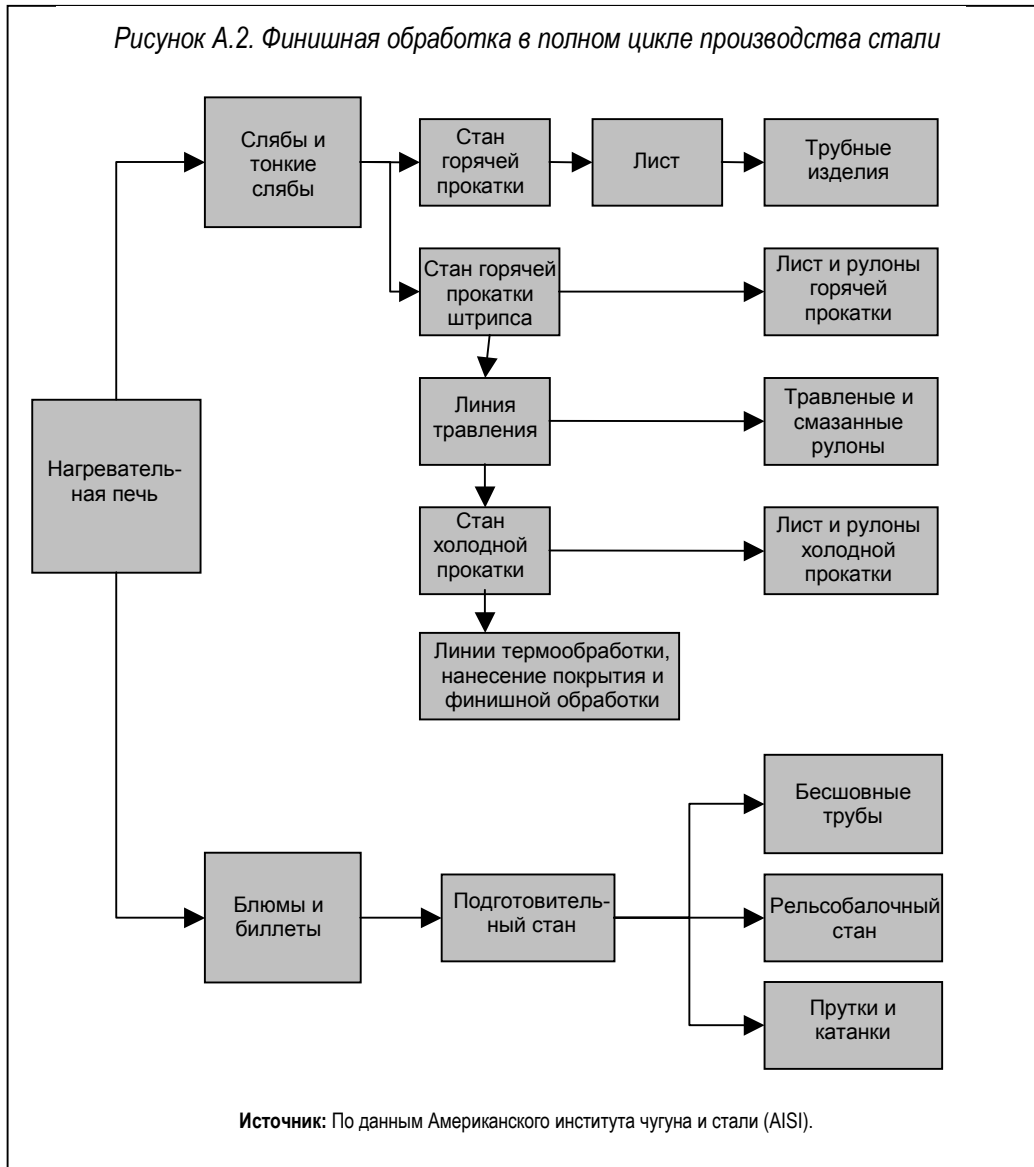 Рисунок А.2. Финишная обработка в полном цикле производства стали
Слябы и
тонкие
слябы
Стан
горячей
прокатки
Лист
Трубные
изделия
Стан горячей
прокатки
штрипса
Лист и рулоны
горячей
прокатки
Линия
травления
Травленые и
смазанные
рулоны
Нагреватель-
ная печь
Стан
холодной
прокатки
Лист и рулоны
холодной
прокатки
Линии термообработки,
нанесение покрытия и
финишной обработки
Бесшовные
трубы
Блюмы и
биллеты
Подготовитель-
ный стан
Рельсобалочный
стан
Прутки и
катанки
Источник: По данным Американского института чугуна и стали (AISI).